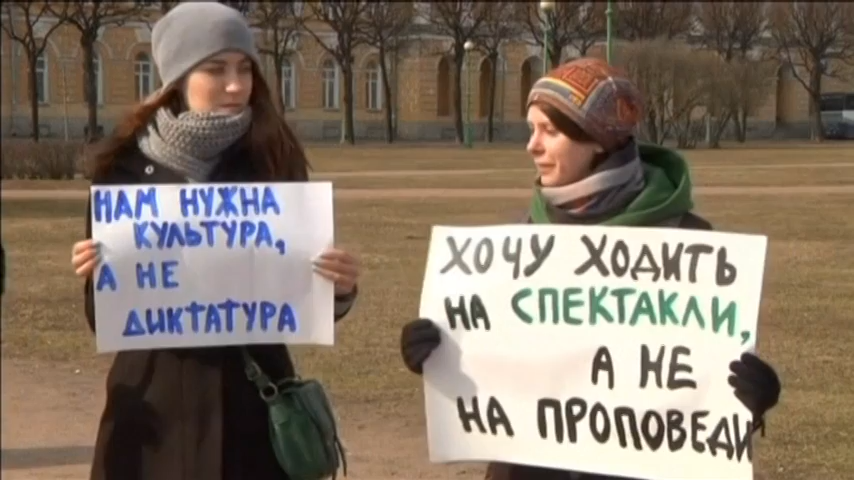 НАМ НУЖНА
КУЛЬТУРА,
А НЕ
ДИКТАТУРА
ХОЧУ ХОДИТЬ
НА СПЕКТАКЛИ,
А НЕ
НА ПРОПОВЕДИ